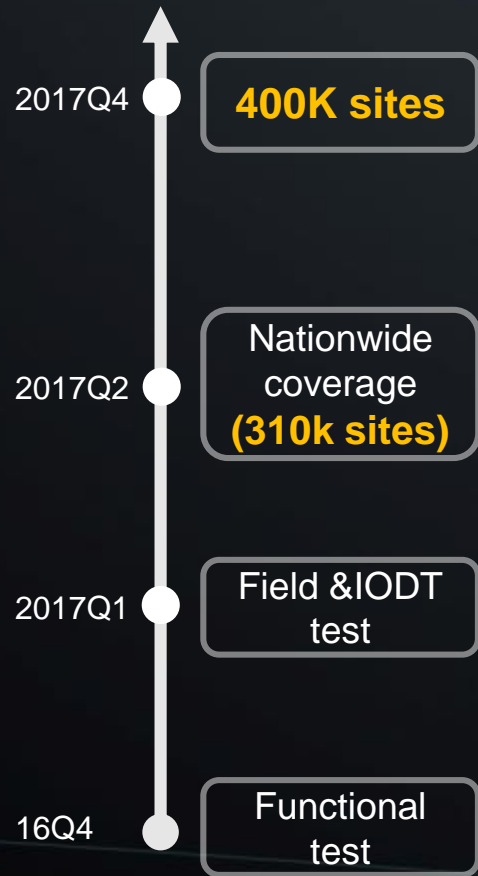 2017Q4
400K sites
2017Q2
Nationwide
coverage
(310k sites)
2017Q1
Field &IODT
test
16Q4
Functional
test